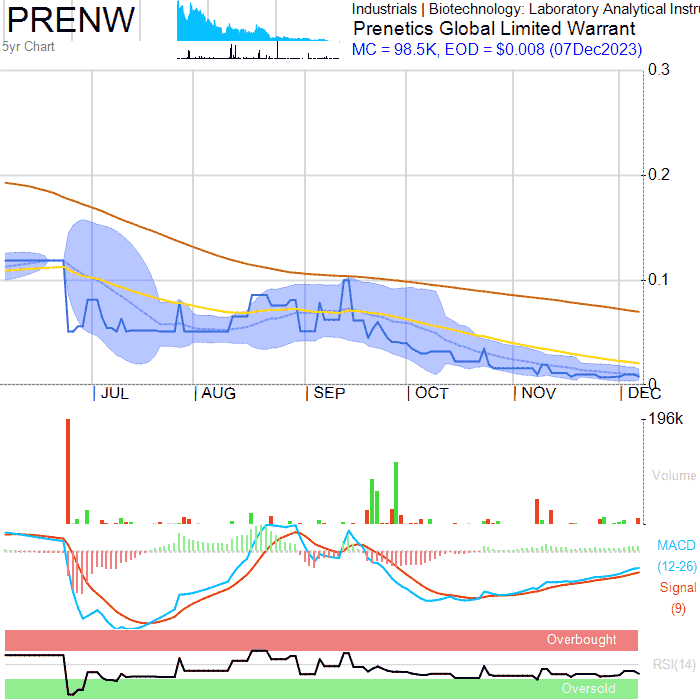 PRENW
5yr Chart
Industrials | Biotechnology: Laboratory Analytical Instru
Prenetics Global Limited Warrant
MC = 98.5K, EOD = $0.008 (07Dec2023)
0.3
0.2
0.1
0
JUL
AUG
SEP
OCT
NOV
DEC
196K
Volume
MACD
(12-26)
Signal
(9)
Overbought
RSI(14)
Oversold